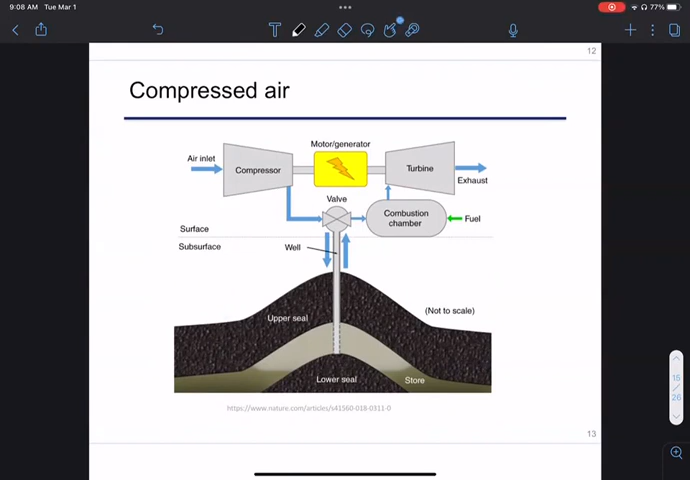 9:08 AM Tue Mar 1
77%
12
Compressed air
Motor/generator
Air inlet
Compressor
Turbine
Exhaust
Valve
Combustion
chamber
Fuel
Surface
Subsurface
Well
(Not to scale)
Upper seal
Lower seal
Store
https://www.nature.com/articles/s41560-018-0311-0
13
15
/
26